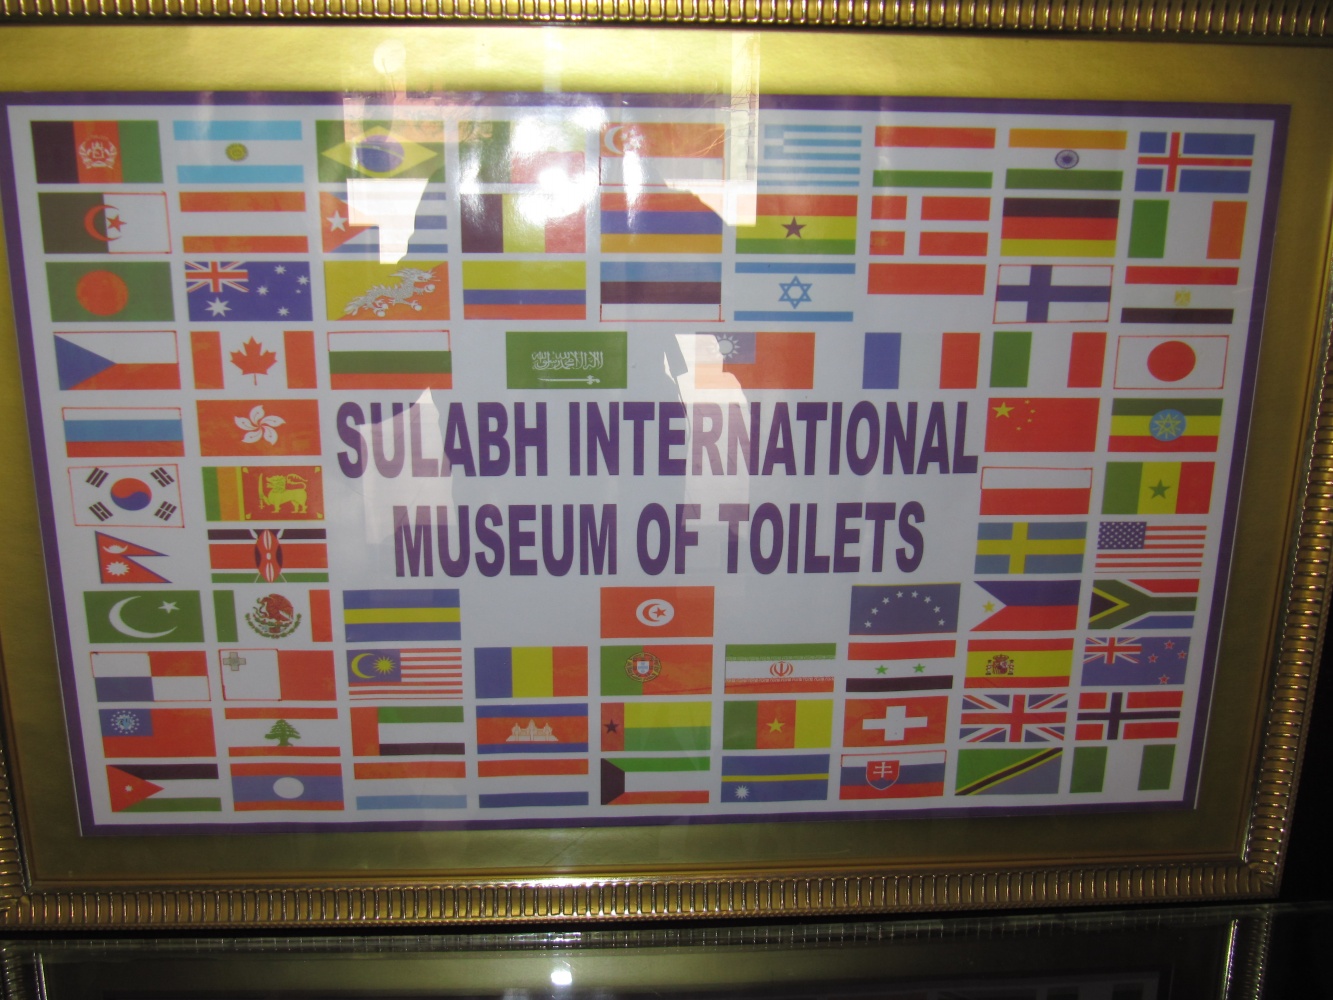 SULABH INTERNATIONAL
MUSEUM OF TOILETS